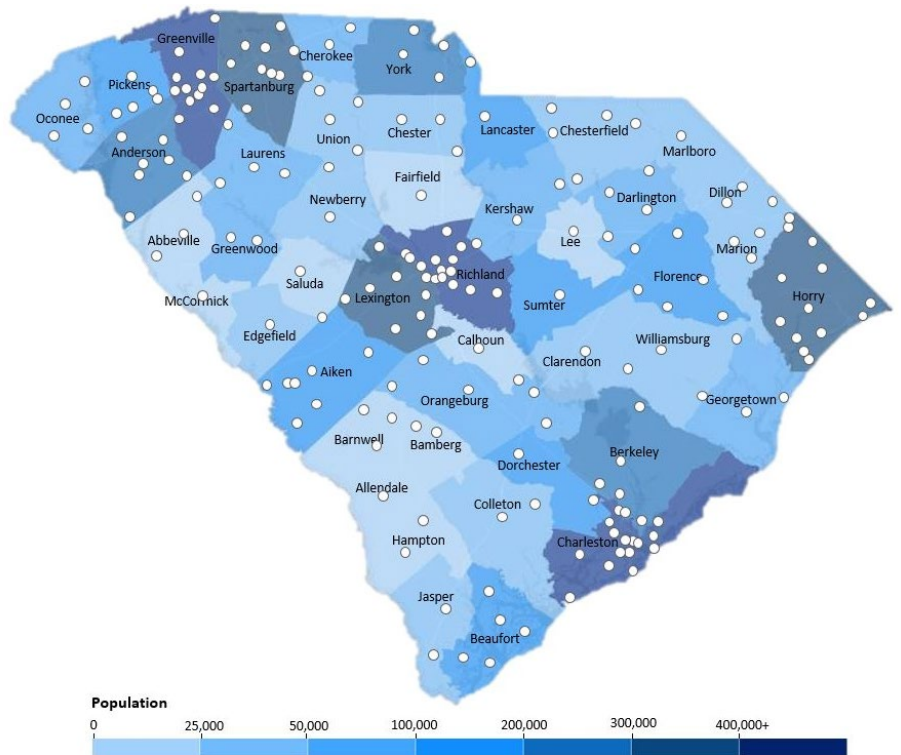 Greenville
Cherokee
York
Pickens
Spartanburg
Oconee
Union
Chester
Lancaster
Chesterfield
Anderson
Laurens
Marlboro
Fairfield
Newberry
Kershaw
Darlington
Dillon
Abbeville
Greenwood
Lee
Marion
Saluda
Richland
Florence
McCormick
Lexington
Sumter
Horry
Edgefield
Calhoun
Clarendon
Williamsburg
Aiken
Orangeburg
Georgetown
Barnwell
Bamberg
Berkeley
Dorchester
Allendale
Colleton
Hampton
Charleston
Jasper
Beaufort
Population
0 25,000 50,000 100,000 200,000 300,000 400,000+